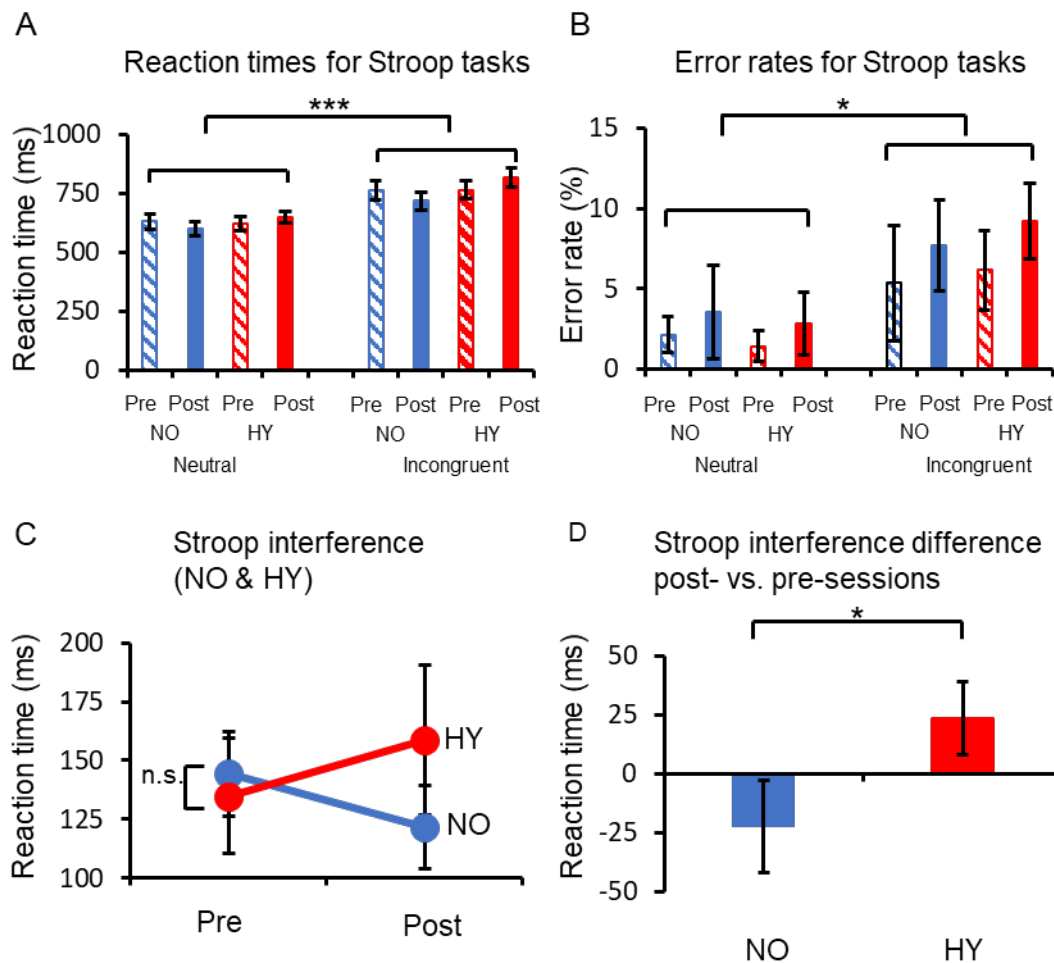 A
Reaction times for Stroop tasks
***
Reaction time (ms)
1000
750
500
250
0
Pre Post Pre Post Pre Post Pre Post
NO HY NO HY
Neutral Incongruent
B
Error rates for Stroop tasks
*
Error rate (%)
15
10
5
0
Pre Post Pre Post Pre Post Pre Post
NO HY NO HY
Neutral Incongruent
C
Stroop interference
(NO & HY)
Reaction time (ms)
200
175
150
125
100
n.s.
HY
NO
Pre Post
D
Stroop interference difference
post- vs. pre-sessions
*
Reaction time (ms)
50
25
0
-25
-50
NO HY